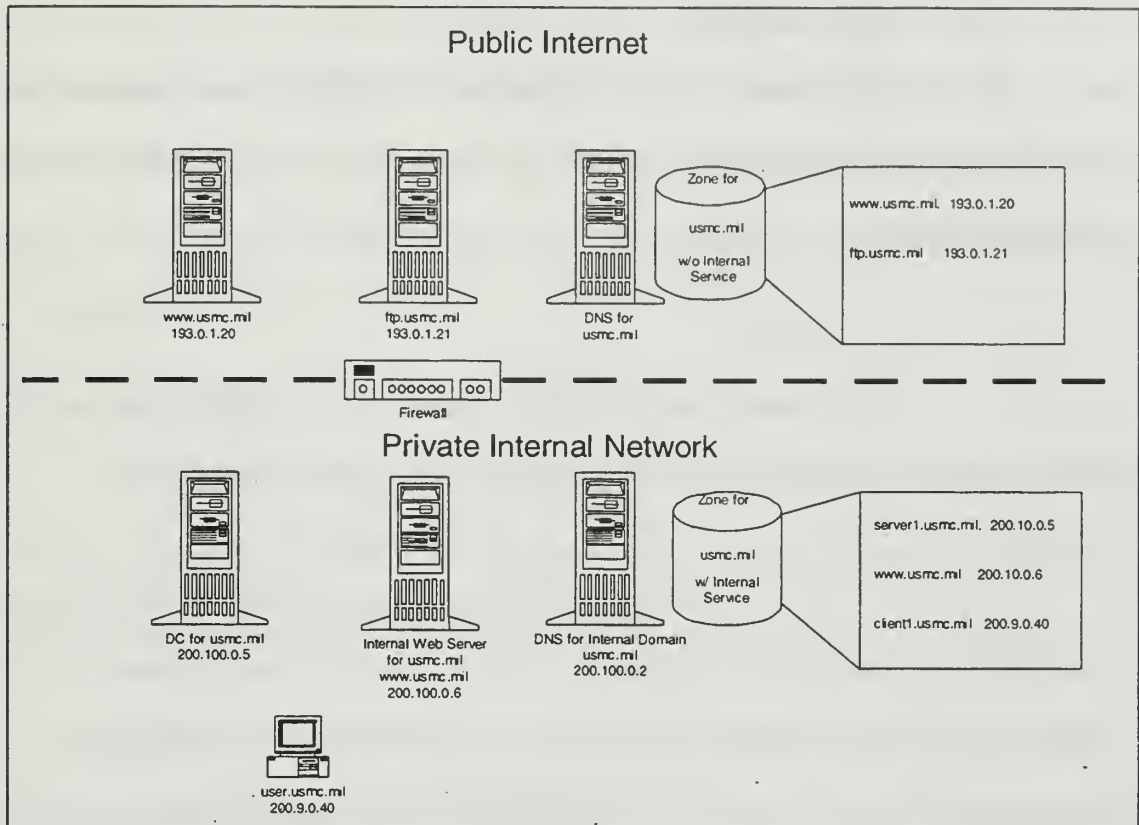 Public Internet
Zone for
usmc.mil
w/o Internal
Service
www.usmc.mil. 193.0.1.20
ftp.usmc.mil 193.0.1.21
www.usmc.mil
193.0.1.20
ftp.usmc.mil
193.0.1.21
DNS for
usmc.mil
Firewall
Private Internal Network
Zone for
usmc.mil
w/ Internal
Service
server1.usmc.mil. 200.10.0.5
www.usmc.mil 200.10.0.6
client1.usmc.mil 200.9.0.40
DC for usmc.mil
200.100.0.5
Internal Web Server
for usmc.mil
www.usmc.mil
200.100.0.6
DNS for Internal Domain
usmc.mil
200.100.0.2
user.usmc.mil
200.9.0.40